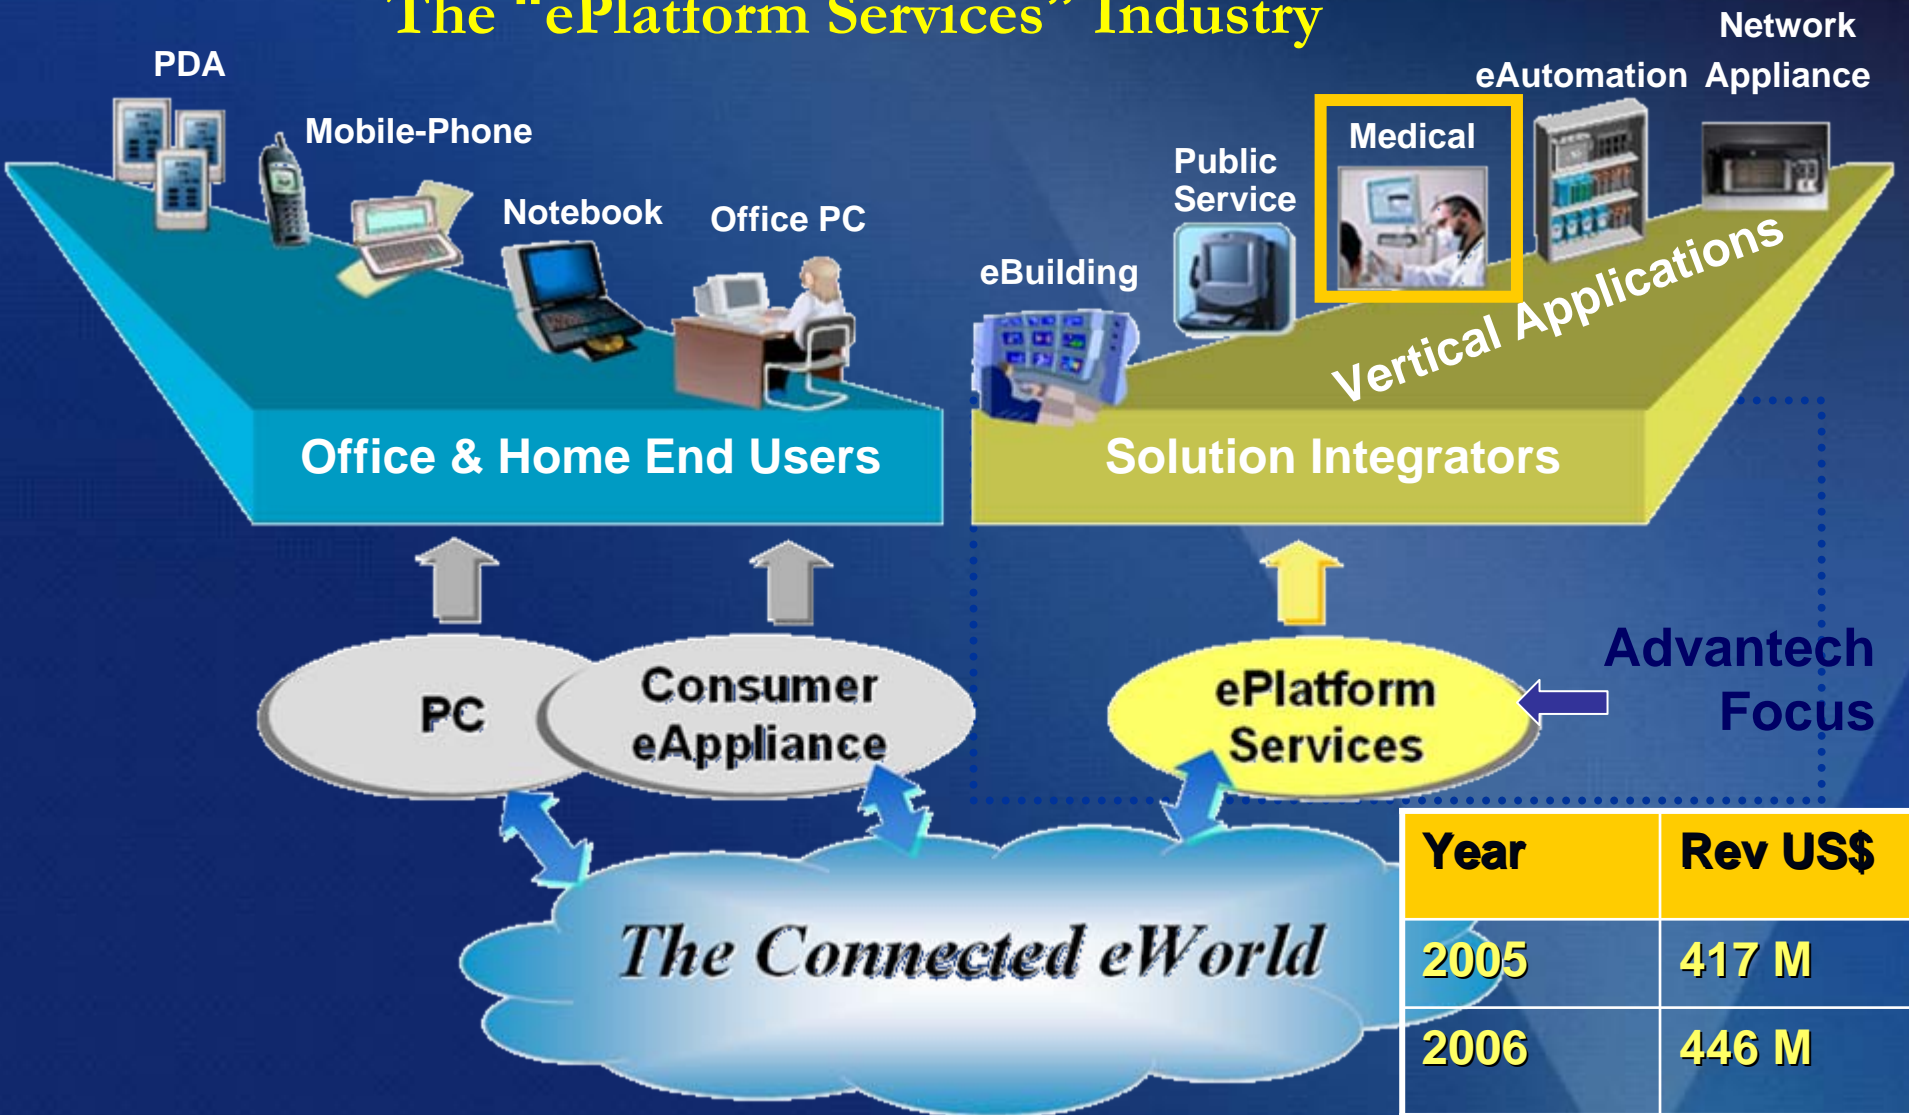 The "ePlatform Services” Industry
PDA
Mobile-Phone
Notebook
Office PC
eBuilding
Public
Service
Medical
eAutomation
Network
Appliance
Vertical Applications
Office & Home End Users
Solution Integrators
PC
Consumer
eAppliance
ePlatform
Services
Advantech
Focus
The Connected eWorld
Year Rev US$
2005 417 M
2006 446 M